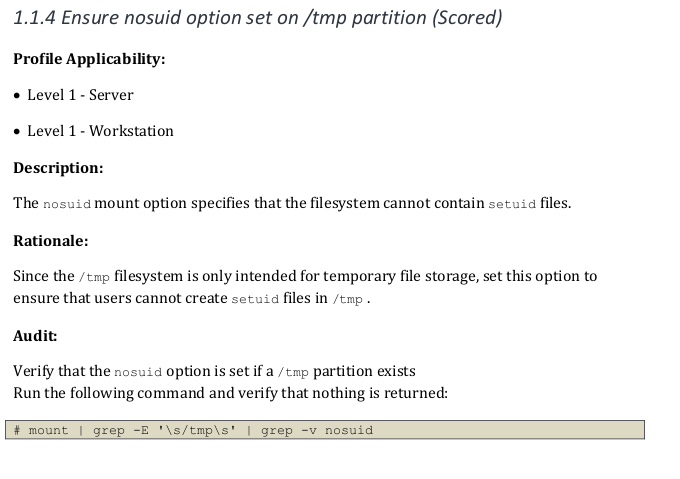 1.1.4 Ensure nosuid option set on /tmp partition (Scored)
Profile Applicability:
• Level 1 - Server
• Level 1 - Workstation
Description:
The nosuid mount option specifies that the filesystem cannot contain setuid files.
Rationale:
Since the /tmp filesystem is only intended for temporary file storage, set this option to
ensure that users cannot create setuid files in /tmp .
Audit:
Verify that the nosuid option is set if a /tmp partition exists
Run the following command and verify that nothing is returned:
# mount | grep -E '\s/tmp\s' | grep -v nosuid